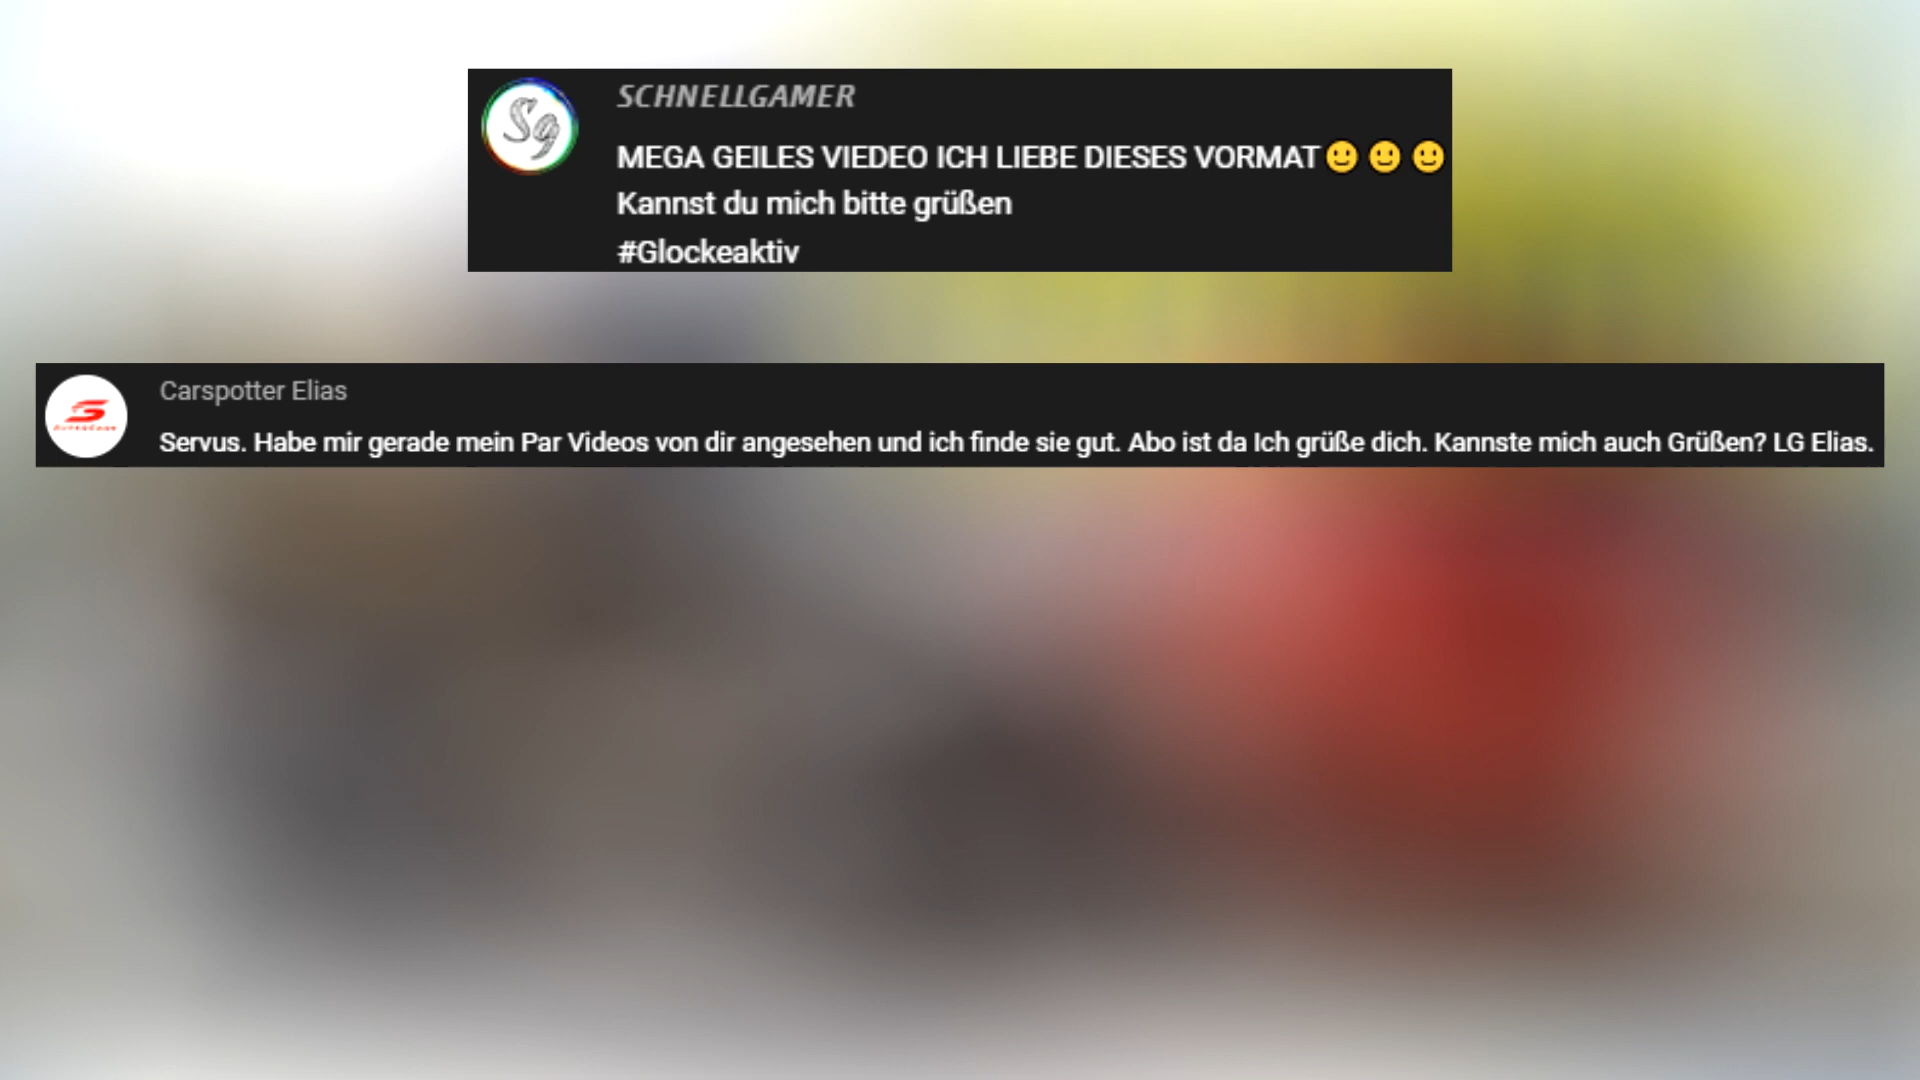 SCHNELLGAMER
MEGA GEILES VIEDEO ICH LIEBE DIESES VORMAT🙂🙂🙂
Kannst du mich bitte grüßen
#Glockeaktiv
Carspotter Elias
Servus. Habe mir gerade mein Par Videos von dir angesehen und ich finde sie gut. Abo ist da Ich grüße dich. Kannste mich auch Grüßen? LG Elias.
Sg